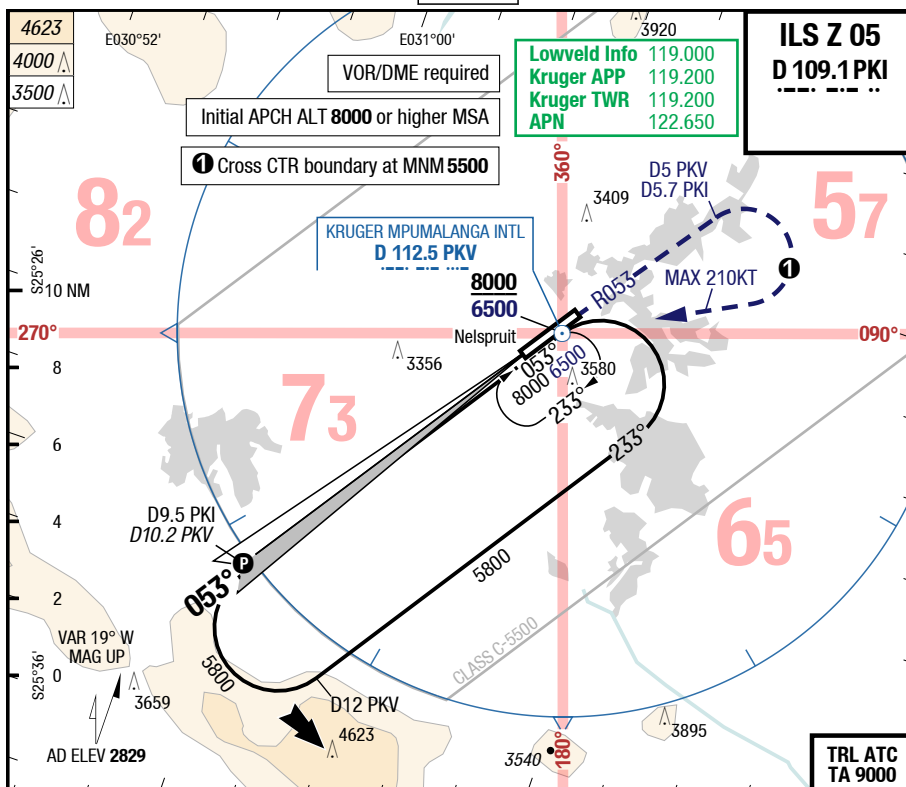 4623
4000
3500
E030°52'
E031°00'
3920
VOR/DME required
Initial APCH ALT 8000 or higher MSA
1 Cross CTR boundary at MNM 5500
Lowveld Info 119.000
Kruger APP 119.200
Kruger TWR 119.200
APN 122.650
ILS Z 05
D 109.1 PKI
360°
82
57
D5 PKV
D5.7 PKI
3409
KRUGER MPUMALANGA INTL
D 112.5 PKV
S25°26'
10 NM
8000
6500
R053
MAX 210KT
1
270°
Nelspruit
090°
8
3356
053°
8000 6500
3580
233°
73
6
233°
4
D9.5 PKI
D10.2 PKV
P
65
5800
2
053°
VAR 19° W
MAG UP
CLASS C-5500
S25°36'
0
5800
3659
D12 PKV
4623
3895
AD ELEV 2829
3540
180°
TRL ATC
TA 9000